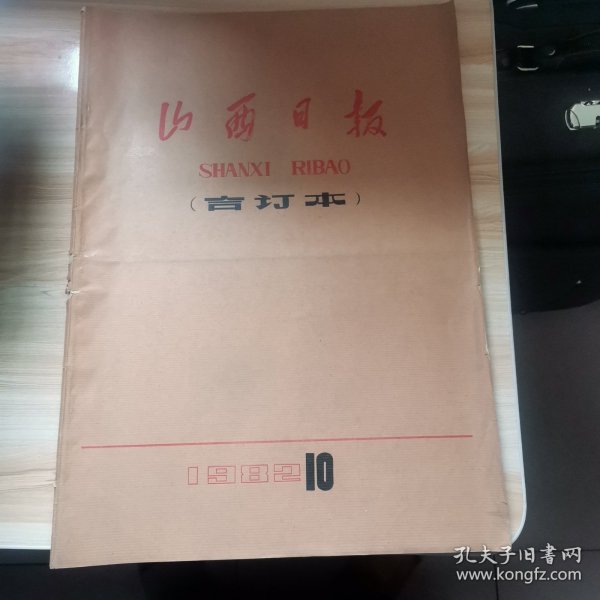 山西日报
SHANXI RIBAO
(合订本)
1982 10
孔夫子旧书网
www.kongfz.com